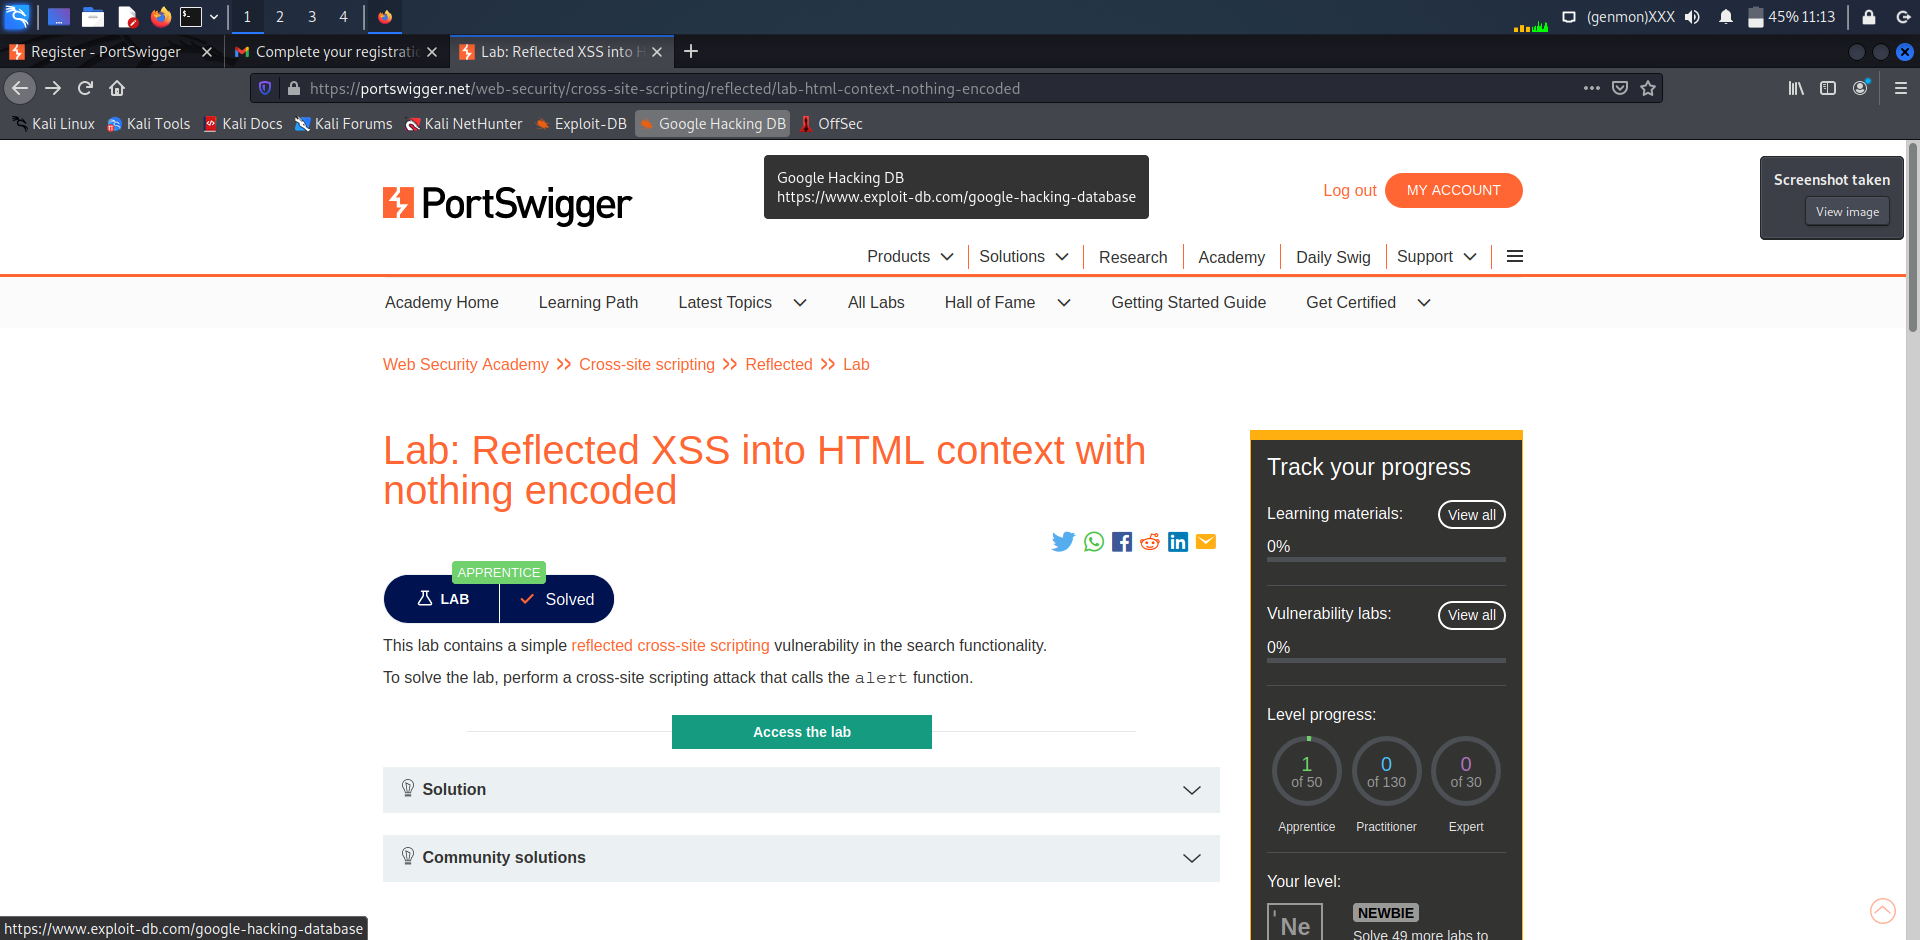 1 2 3 4 (genmon)XXX 45% 11:13
Register - PortSwigger Complete your registratio Lab: Reflected XSS into H
https://portswigger.net/web-security/cross-site-scripting/reflected/lab-html-context-nothing-encoded
Kali Linux Kali Tools Kali Docs Kali Forums Kali NetHunter Exploit-DB Google Hacking DB OffSec
Google Hacking DB
https://www.exploit-db.com/google-hacking-database
Screenshot taken
View image
PortSwigger
Log out MY ACCOUNT
Products Solutions Research Academy Daily Swig Support
Academy Home Learning Path Latest Topics All Labs Hall of Fame Getting Started Guide Get Certified
Web Security Academy >> Cross-site scripting >> Reflected >> Lab
Lab: Reflected XSS into HTML context with
nothing encoded
APPRENTICE
LAB Solved
This lab contains a simple reflected cross-site scripting vulnerability in the search functionality.
To solve the lab, perform a cross-site scripting attack that calls the alert function.
Access the lab
Solution
Community solutions
Track your progress
Learning materials: View all
0%
Vulnerability labs: View all
0%
Level progress:
1 0 0
of 50 of 130 of 30
Apprentice Practitioner Expert
Your level:
Ne NEWBIE
Solve 49 more labs to
https://www.exploit-db.com/google-hacking-database